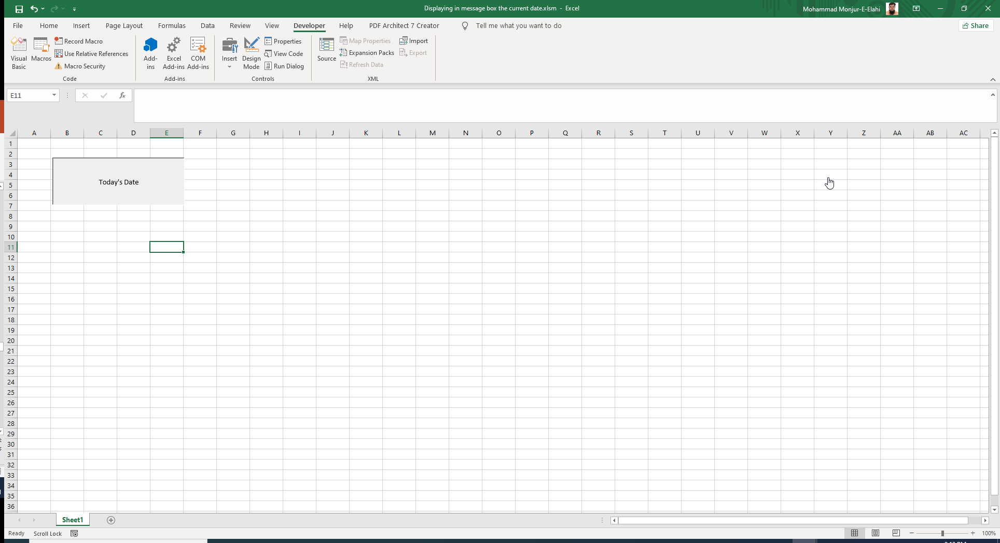 Displaying in message box the current date.xlsm - Excel
Mohammad Monjur-E-Elahi
File Home Insert Page Layout Formulas Data Review View Developer Help PDF Architect 7 Creator Tell me what you want to do Share
Visual Basic
Macros
Record Macro
Use Relative References
Macro Security
Code
Add-ins
Excel Add-ins
COM Add-ins
Add-ins
Insert
Design Mode
Properties
View Code
Run Dialog
Controls
Source
Map Properties
Expansion Packs
Refresh Data
Import
Export
XML
E11
fx
A B C D E F G H I J K L M N O P Q R S T U V W X Y Z AA AB AC
1
2
3
4
Today's Date
5
6
7
8
9
10
11
12
13
14
15
16
17
18
19
20
21
22
23
24
25
26
27
28
29
30
31
32
33
34
35
36
Sheet1
Ready Scroll Lock 100%